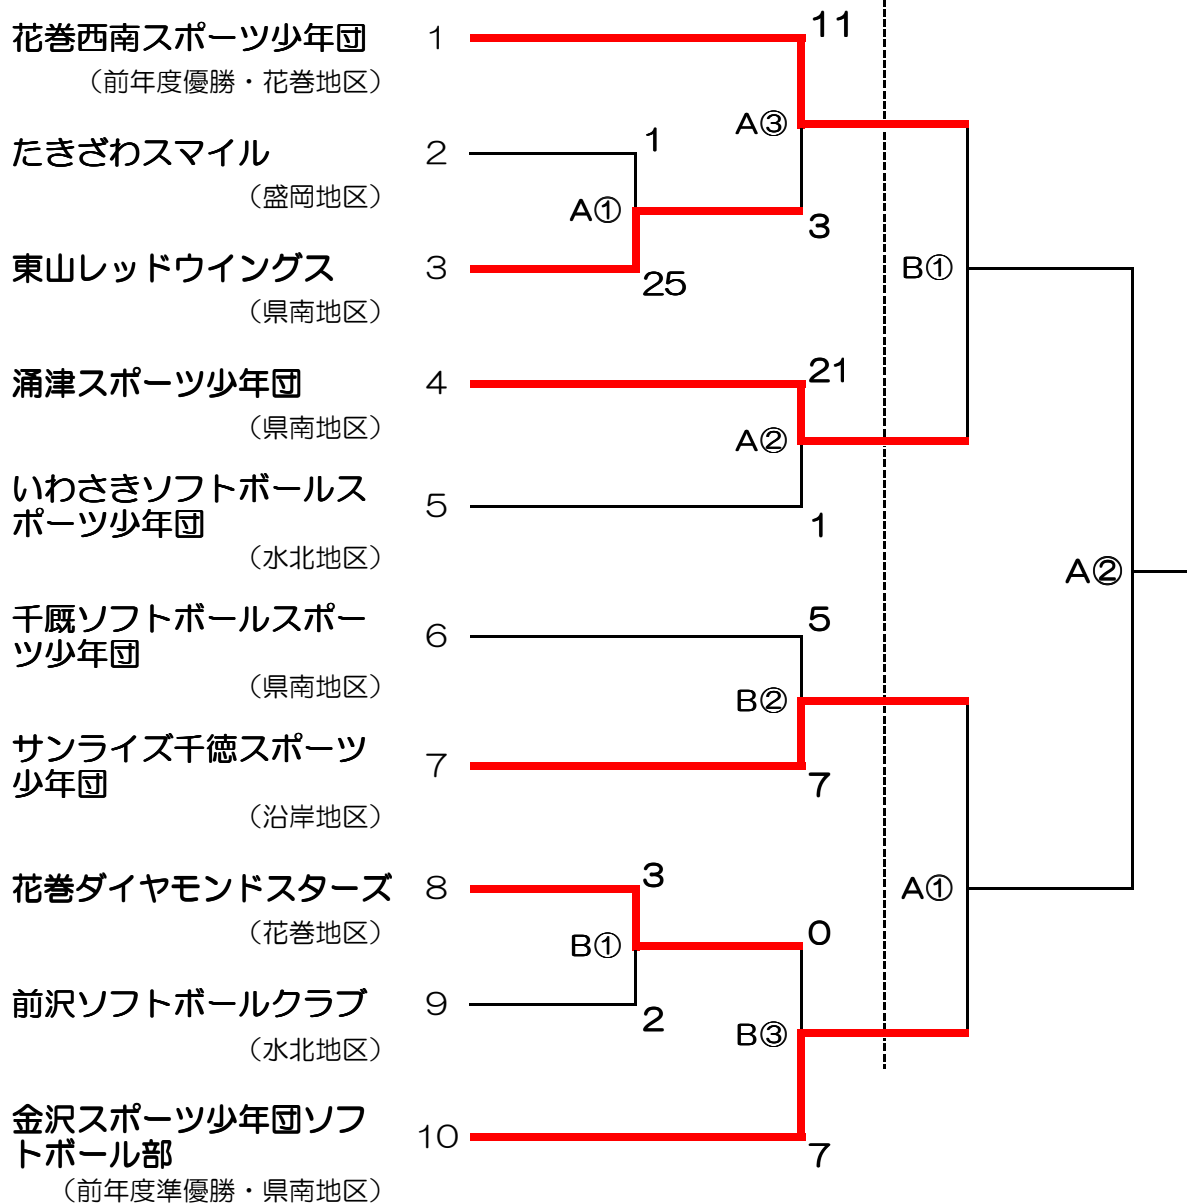 花巻西南スポーツ少年団 1 11
（前年度優勝・花巻地区）
A③
たきざわスマイル 2 1
（盛岡地区）
A① 3
東山レッドウイングス 3 25
B①
（県南地区）
涌津スポーツ少年団 4 21
（県南地区）
A②
いわさきソフトボールス
ポーツ少年団 5 1
（水北地区）
A②
千厩ソフトボールスポー
ツ少年団 6 5
（県南地区）
B②
サンライズ千徳スポーツ
少年団 7 7
（沿岸地区）
花巻ダイヤモンドスターズ 8 3
A①
（花巻地区）
B① 0
前沢ソフトボールクラブ 9 2
（水北地区）
B③
金沢スポーツ少年団ソフ
トボール部 10 7
（前年度準優勝・県南地区）